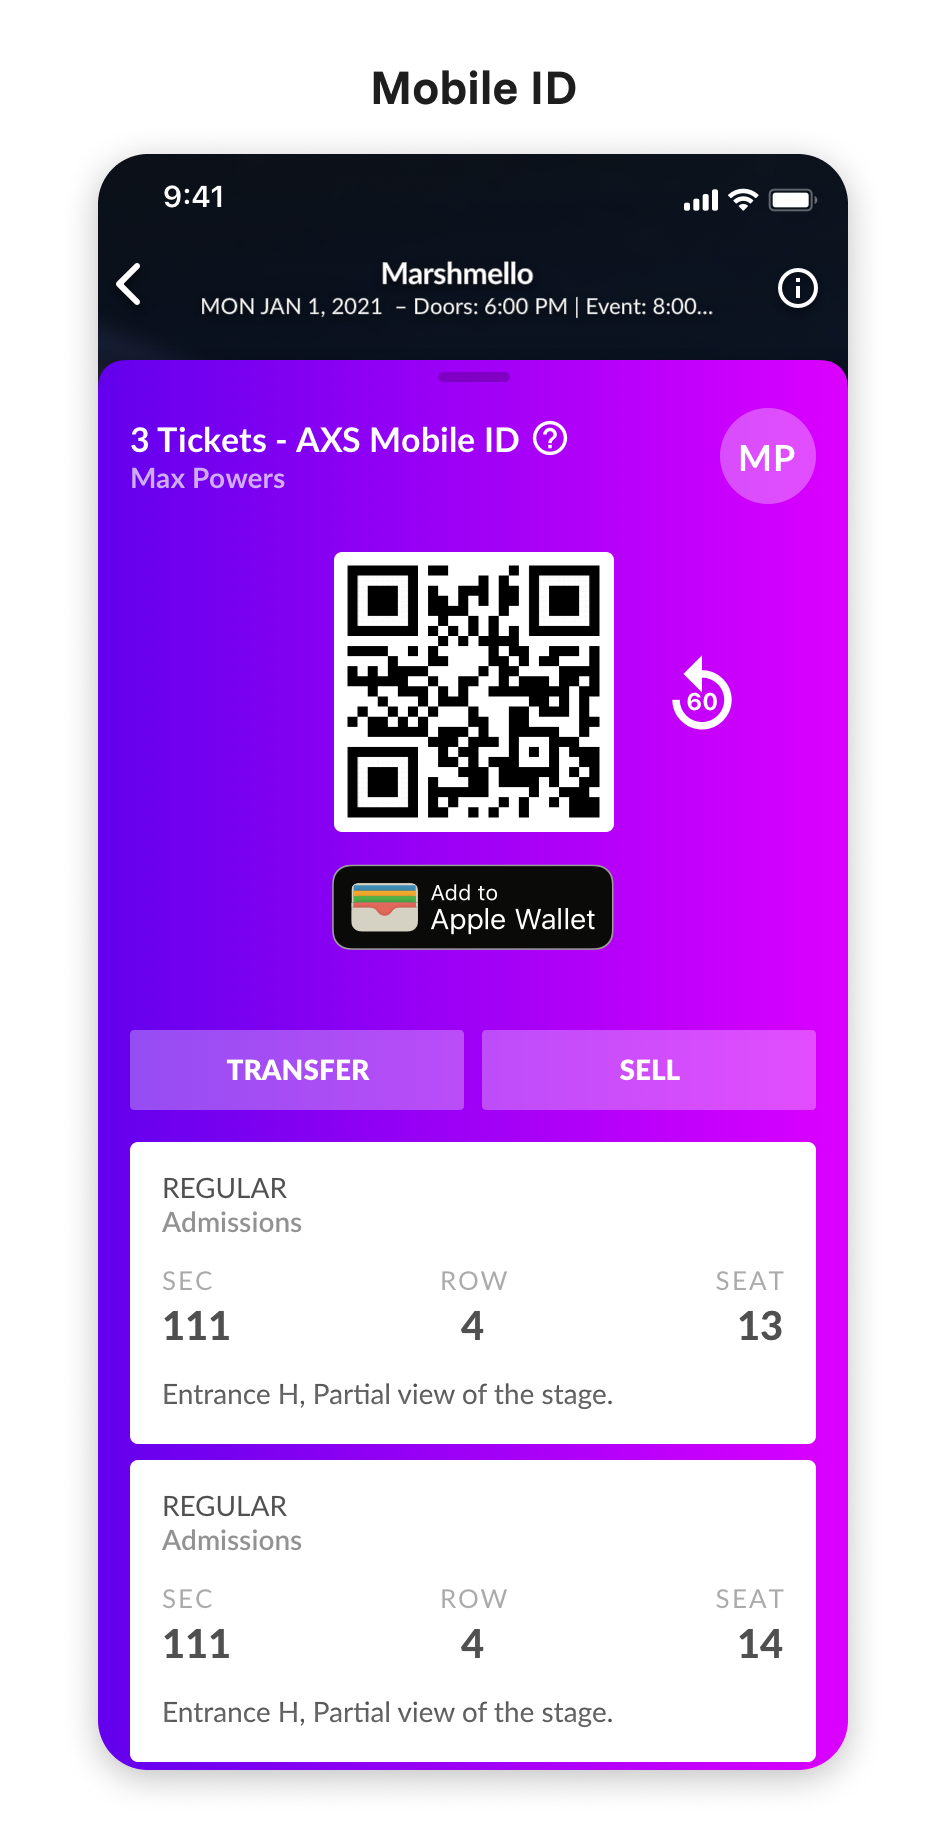 Mobile ID
9:41
Marshmello
MON JAN 1, 2021 – Doors: 6:00 PM | Event: 8:00...
3 Tickets - AXS Mobile ID ?
Max Powers
MP
60
Add to
Apple Wallet
TRANSFER
SELL
REGULAR
Admissions
SEC ROW SEAT
111 4 13
Entrance H, Partial view of the stage.
REGULAR
Admissions
SEC ROW SEAT
111 4 14
Entrance H, Partial view of the stage.